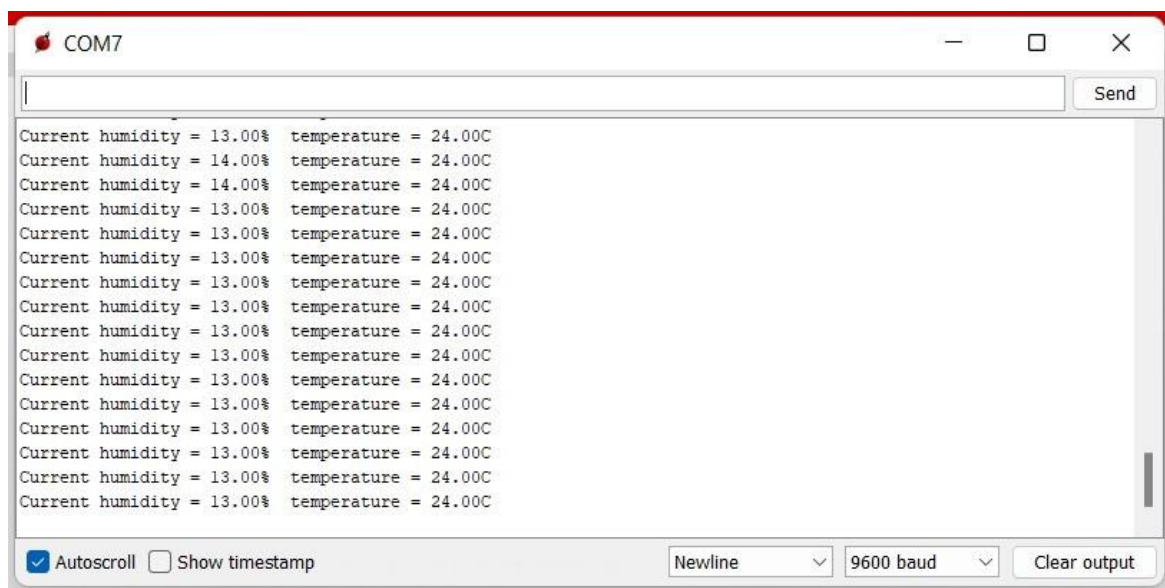 COM7
Send
Current humidity = 13.00%  temperature = 24.00C
Current humidity = 14.00%  temperature = 24.00C
Current humidity = 14.00%  temperature = 24.00C
Current humidity = 13.00%  temperature = 24.00C
Current humidity = 13.00%  temperature = 24.00C
Current humidity = 13.00%  temperature = 24.00C
Current humidity = 13.00%  temperature = 24.00C
Current humidity = 13.00%  temperature = 24.00C
Current humidity = 13.00%  temperature = 24.00C
Current humidity = 13.00%  temperature = 24.00C
Current humidity = 13.00%  temperature = 24.00C
Current humidity = 13.00%  temperature = 24.00C
Current humidity = 13.00%  temperature = 24.00C
Current humidity = 13.00%  temperature = 24.00C
Current humidity = 13.00%  temperature = 24.00C
Current humidity = 13.00%  temperature = 24.00C
Autoscroll Show timestamp Newline 9600 baud Clear output